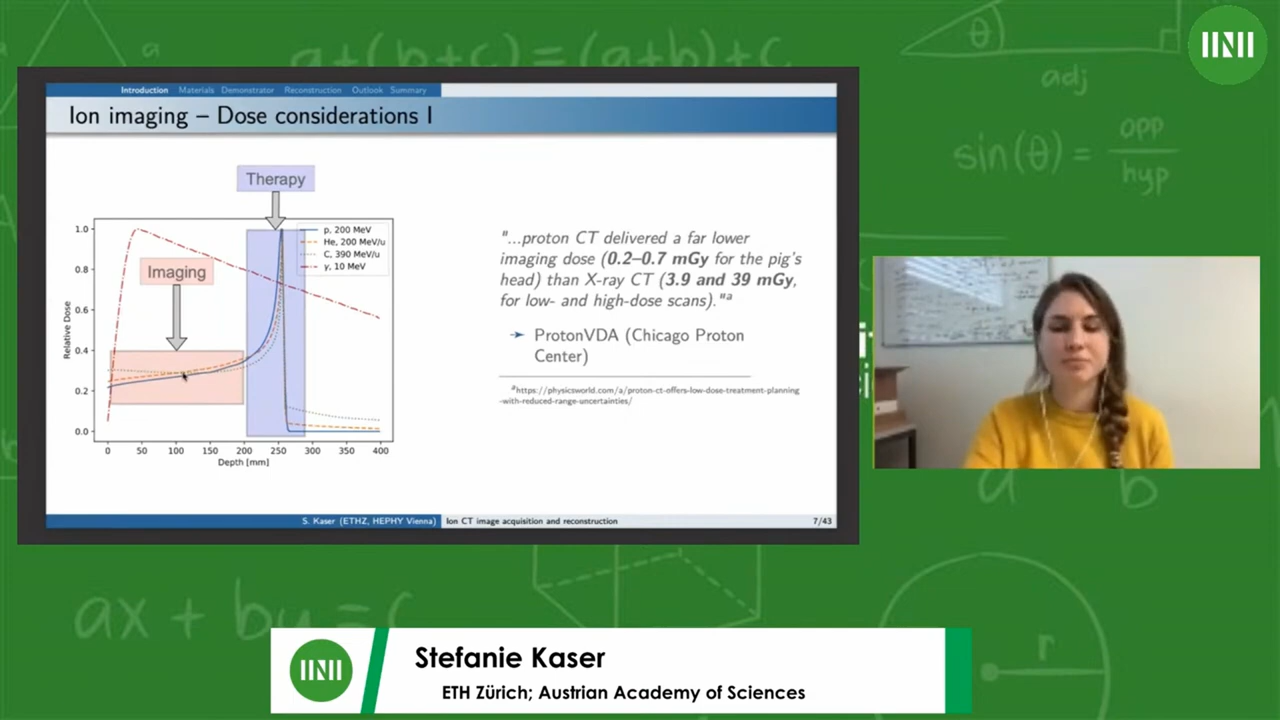 a+(b+c)=(a+b)+c
a
θ
adj
sin(θ) = opp
hyp
Introduction Materials Demonstrator Reconstruction Outlook Summary
Ion imaging – Dose considerations I
Therapy
Imaging
p, 200 MeV
He, 200 MeV/u
C, 390 MeV/u
γ, 10 MeV
1.0
0.8
0.6
0.4
0.2
0.0
Relative Dose
0 50 100 150 200 250 300 350 400
Depth [mm]
"...proton CT delivered a far lower
imaging dose (0.2–0.7 mGy for the pig's
head) than X-ray CT (3.9 and 39 mGy,
for low- and high-dose scans)."a
ProtonVDA (Chicago Proton
Center)
ahttps://physicsworld.com/a/proton-ct-offers-low-dose-treatment-planning
-with-reduced-range-uncertainties/
S. Kaser (ETHZ, HEPHY Vienna) Ion CT image acquisition and reconstruction 7/43
a b
ax + by = c
r
Stefanie Kaser
ETH Zürich; Austrian Academy of Sciences